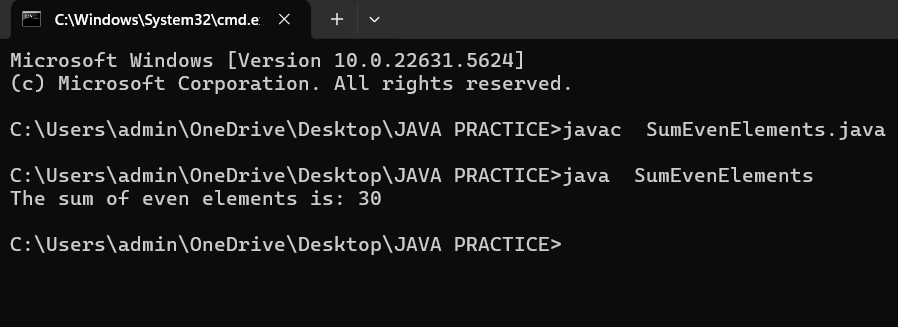 C:\Windows\System32\cmd.e
Microsoft Windows [Version 10.0.22631.5624]
(c) Microsoft Corporation. All rights reserved.
C:\Users\admin\OneDrive\Desktop\JAVA PRACTICE>javac  SumEvenElements.java
C:\Users\admin\OneDrive\Desktop\JAVA PRACTICE>java  SumEvenElements
The sum of even elements is: 30
C:\Users\admin\OneDrive\Desktop\JAVA PRACTICE>